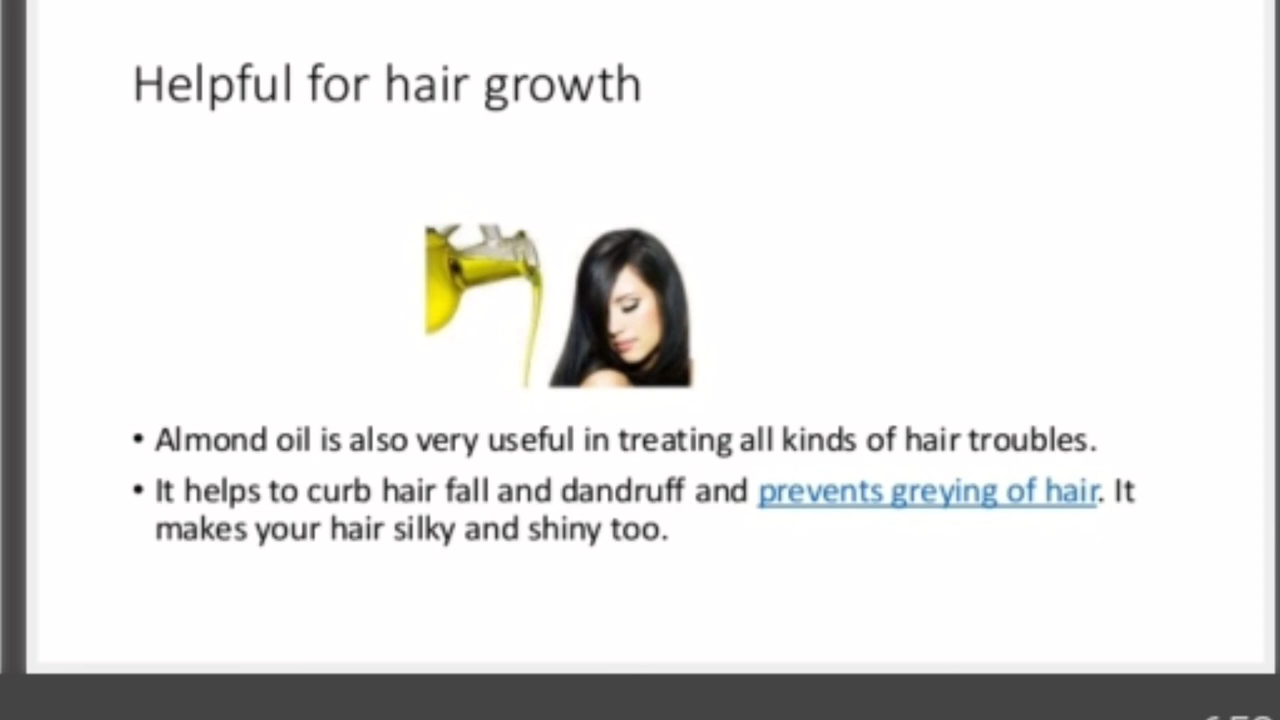 Helpful for hair growth
• Almond oil is also very useful in treating all kinds of hair troubles.
• It helps to curb hair fall and dandruff and prevents greying of hair. It
makes your hair silky and shiny too.